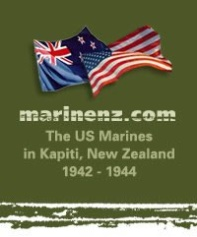 marinenz.com
The US Marines
in Kapiti, New Zealand
1942 - 1944